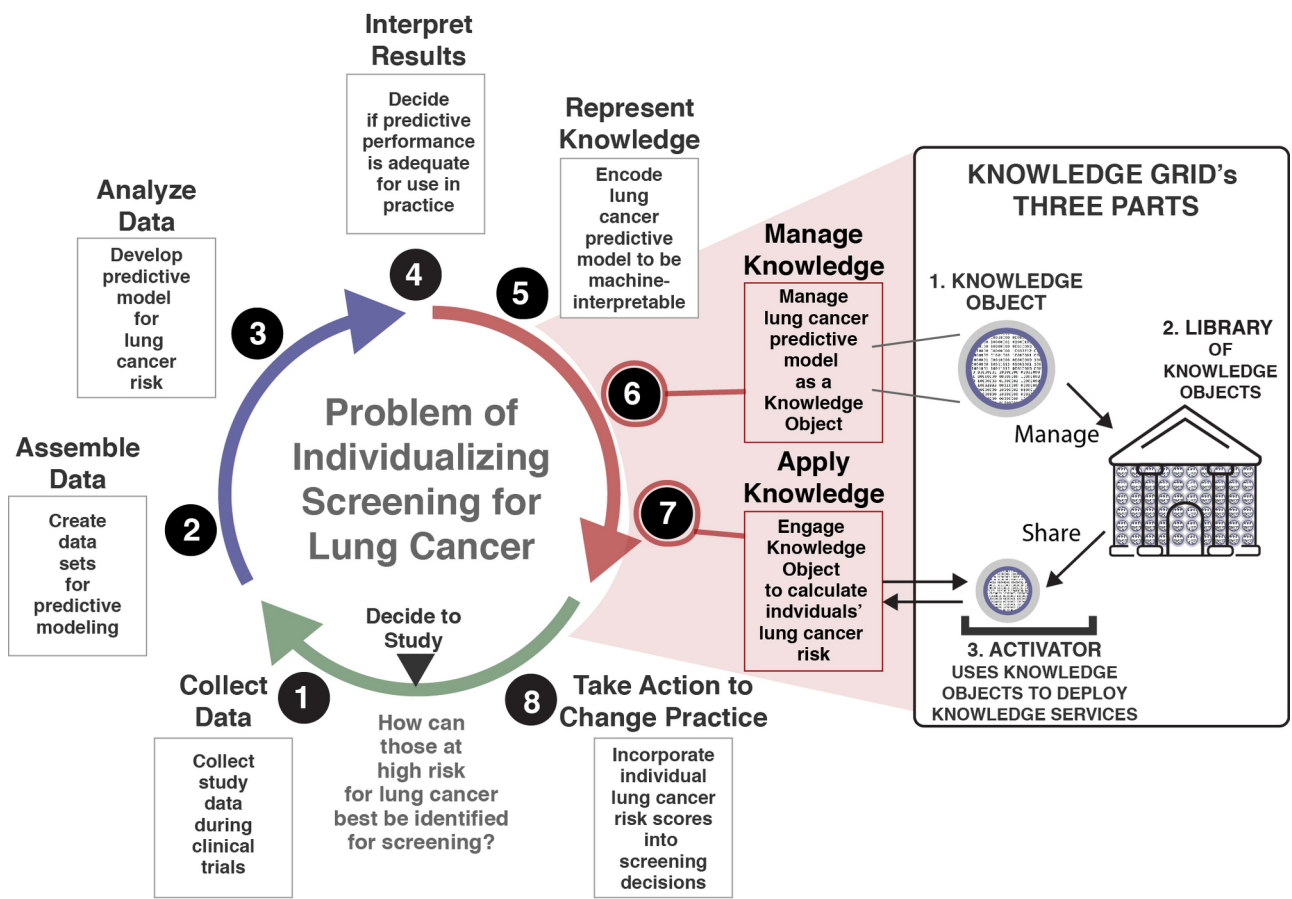 Interpret
Results
Decide
if predictive
performance
is adequate
for use in
practice
Represent
Knowledge
Encode
lung
cancer
predictive
model to be
machine-
interpretable
Analyze
Data
Develop
predictive
model
for
lung
cancer
risk
Assemble
Data
Create
data
sets
for
predictive
modeling
Collect
Data
Collect
study
data
during
clinical
trials
1
2
3
4
5
6
7
8
Problem of
Individualizing
Screening for
Lung Cancer
Decide to
Study
How can
those at
high risk
for lung cancer
best be identified
for screening?
Take Action to
Change Practice
Incorporate
individual
lung cancer
risk scores
into
screening
decisions
Manage
Knowledge
Manage
lung cancer
predictive
model
as a
Knowledge
Object
Apply
Knowledge
Engage
Knowledge
Object
to calculate
indviduals’
lung cancer
risk
KNOWLEDGE GRID's
THREE PARTS
1. KNOWLEDGE
OBJECT
2. LIBRARY
OF
KNOWLEDGE
OBJECTS
Manage
Share
3. ACTIVATOR
USES KNOWLEDGE
OBJECTS TO DEPLOY
KNOWLEDGE SERVICES